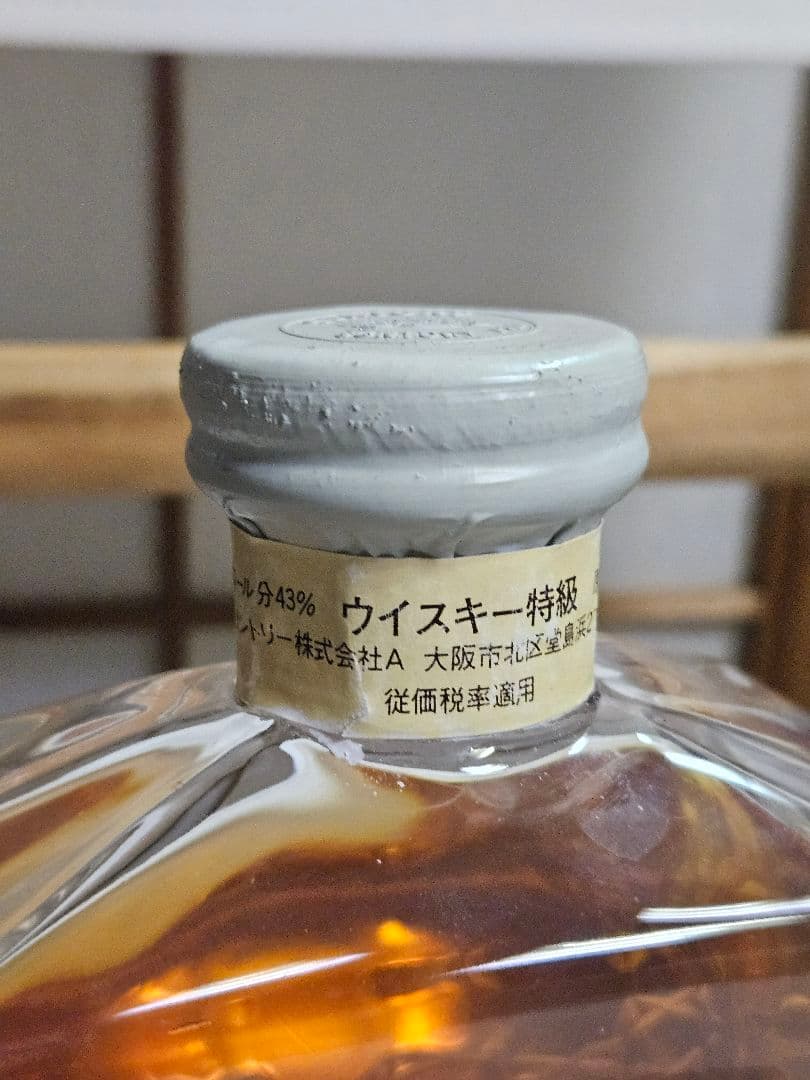 ール分43% ウイスキー特級
ントリー株式会社A 大阪市北区堂島浜2
従価税率適用